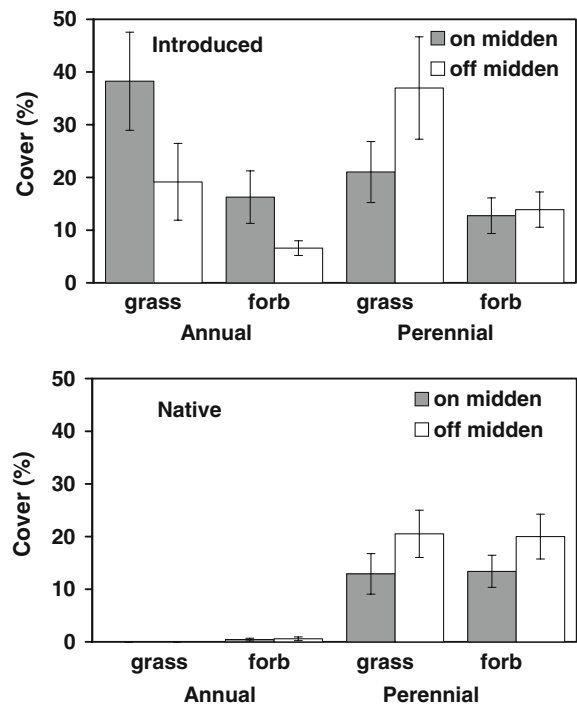 50
40
30
20
10
0
Cover (%)
Introduced
on midden
off midden
grass forb grass forb
Annual Perennial
50
40
30
20
10
0
Cover (%)
Native
on midden
off midden
grass forb grass forb
Annual Perennial